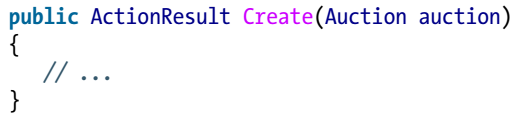 public ActionResult Create(Auction auction)
{
   // ...
}